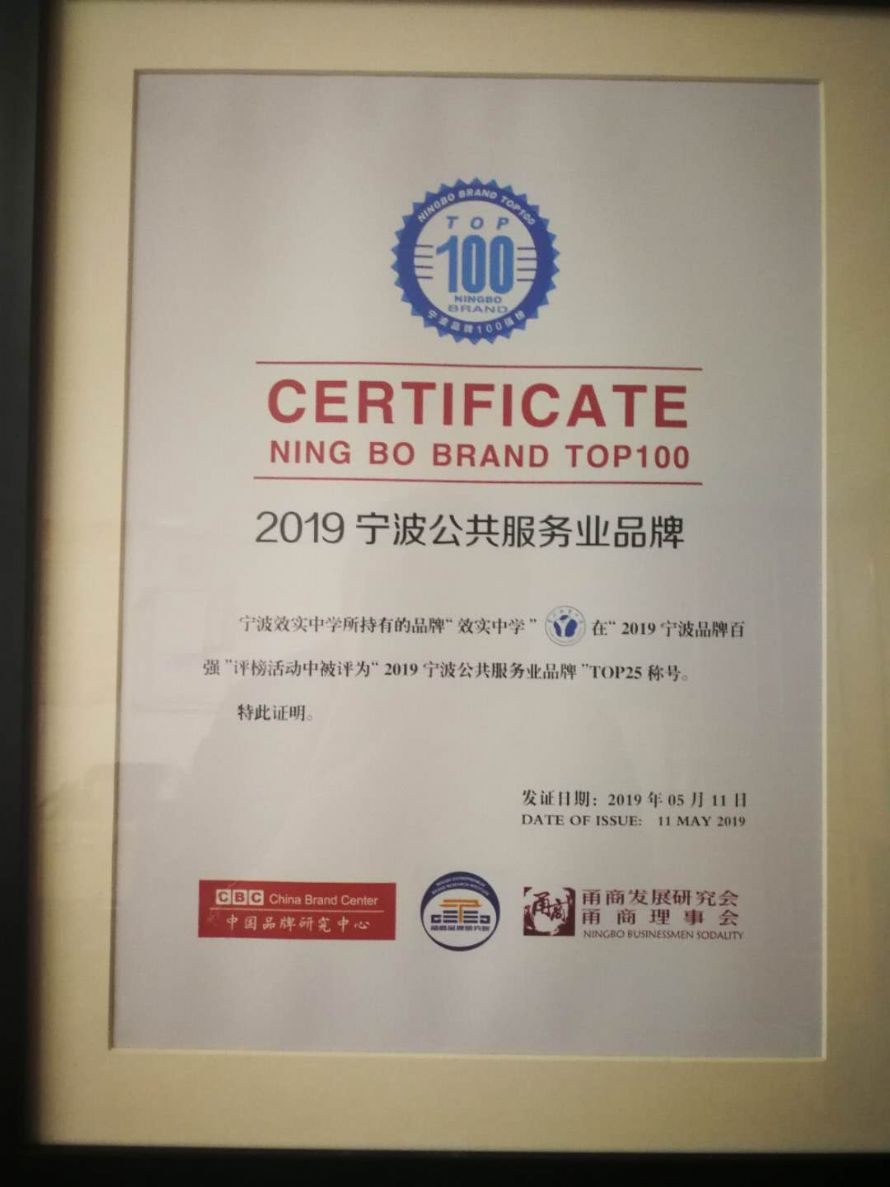 NINGBO BRAND TOP100
TOP
100
NINGBO
BRAND
宁波品牌100强榜
CERTIFICATE
NING BO BRAND TOP100
2019 宁波公共服务业品牌
宁波效实中学所持有的品牌“效实中学” 在“2019 宁波品牌百
强”评榜活动中被评为“2019 宁波公共服务业品牌”TOP25 称号。
特此证明。
发证日期：2019 年 05 月 11 日
DATE OF ISSUE: 11 MAY 2019
CBC China Brand Center
中国品牌研究中心
甬商
甬商发展研究会
甬商理事会
NINGBO BUSINESSMEN SODALITY